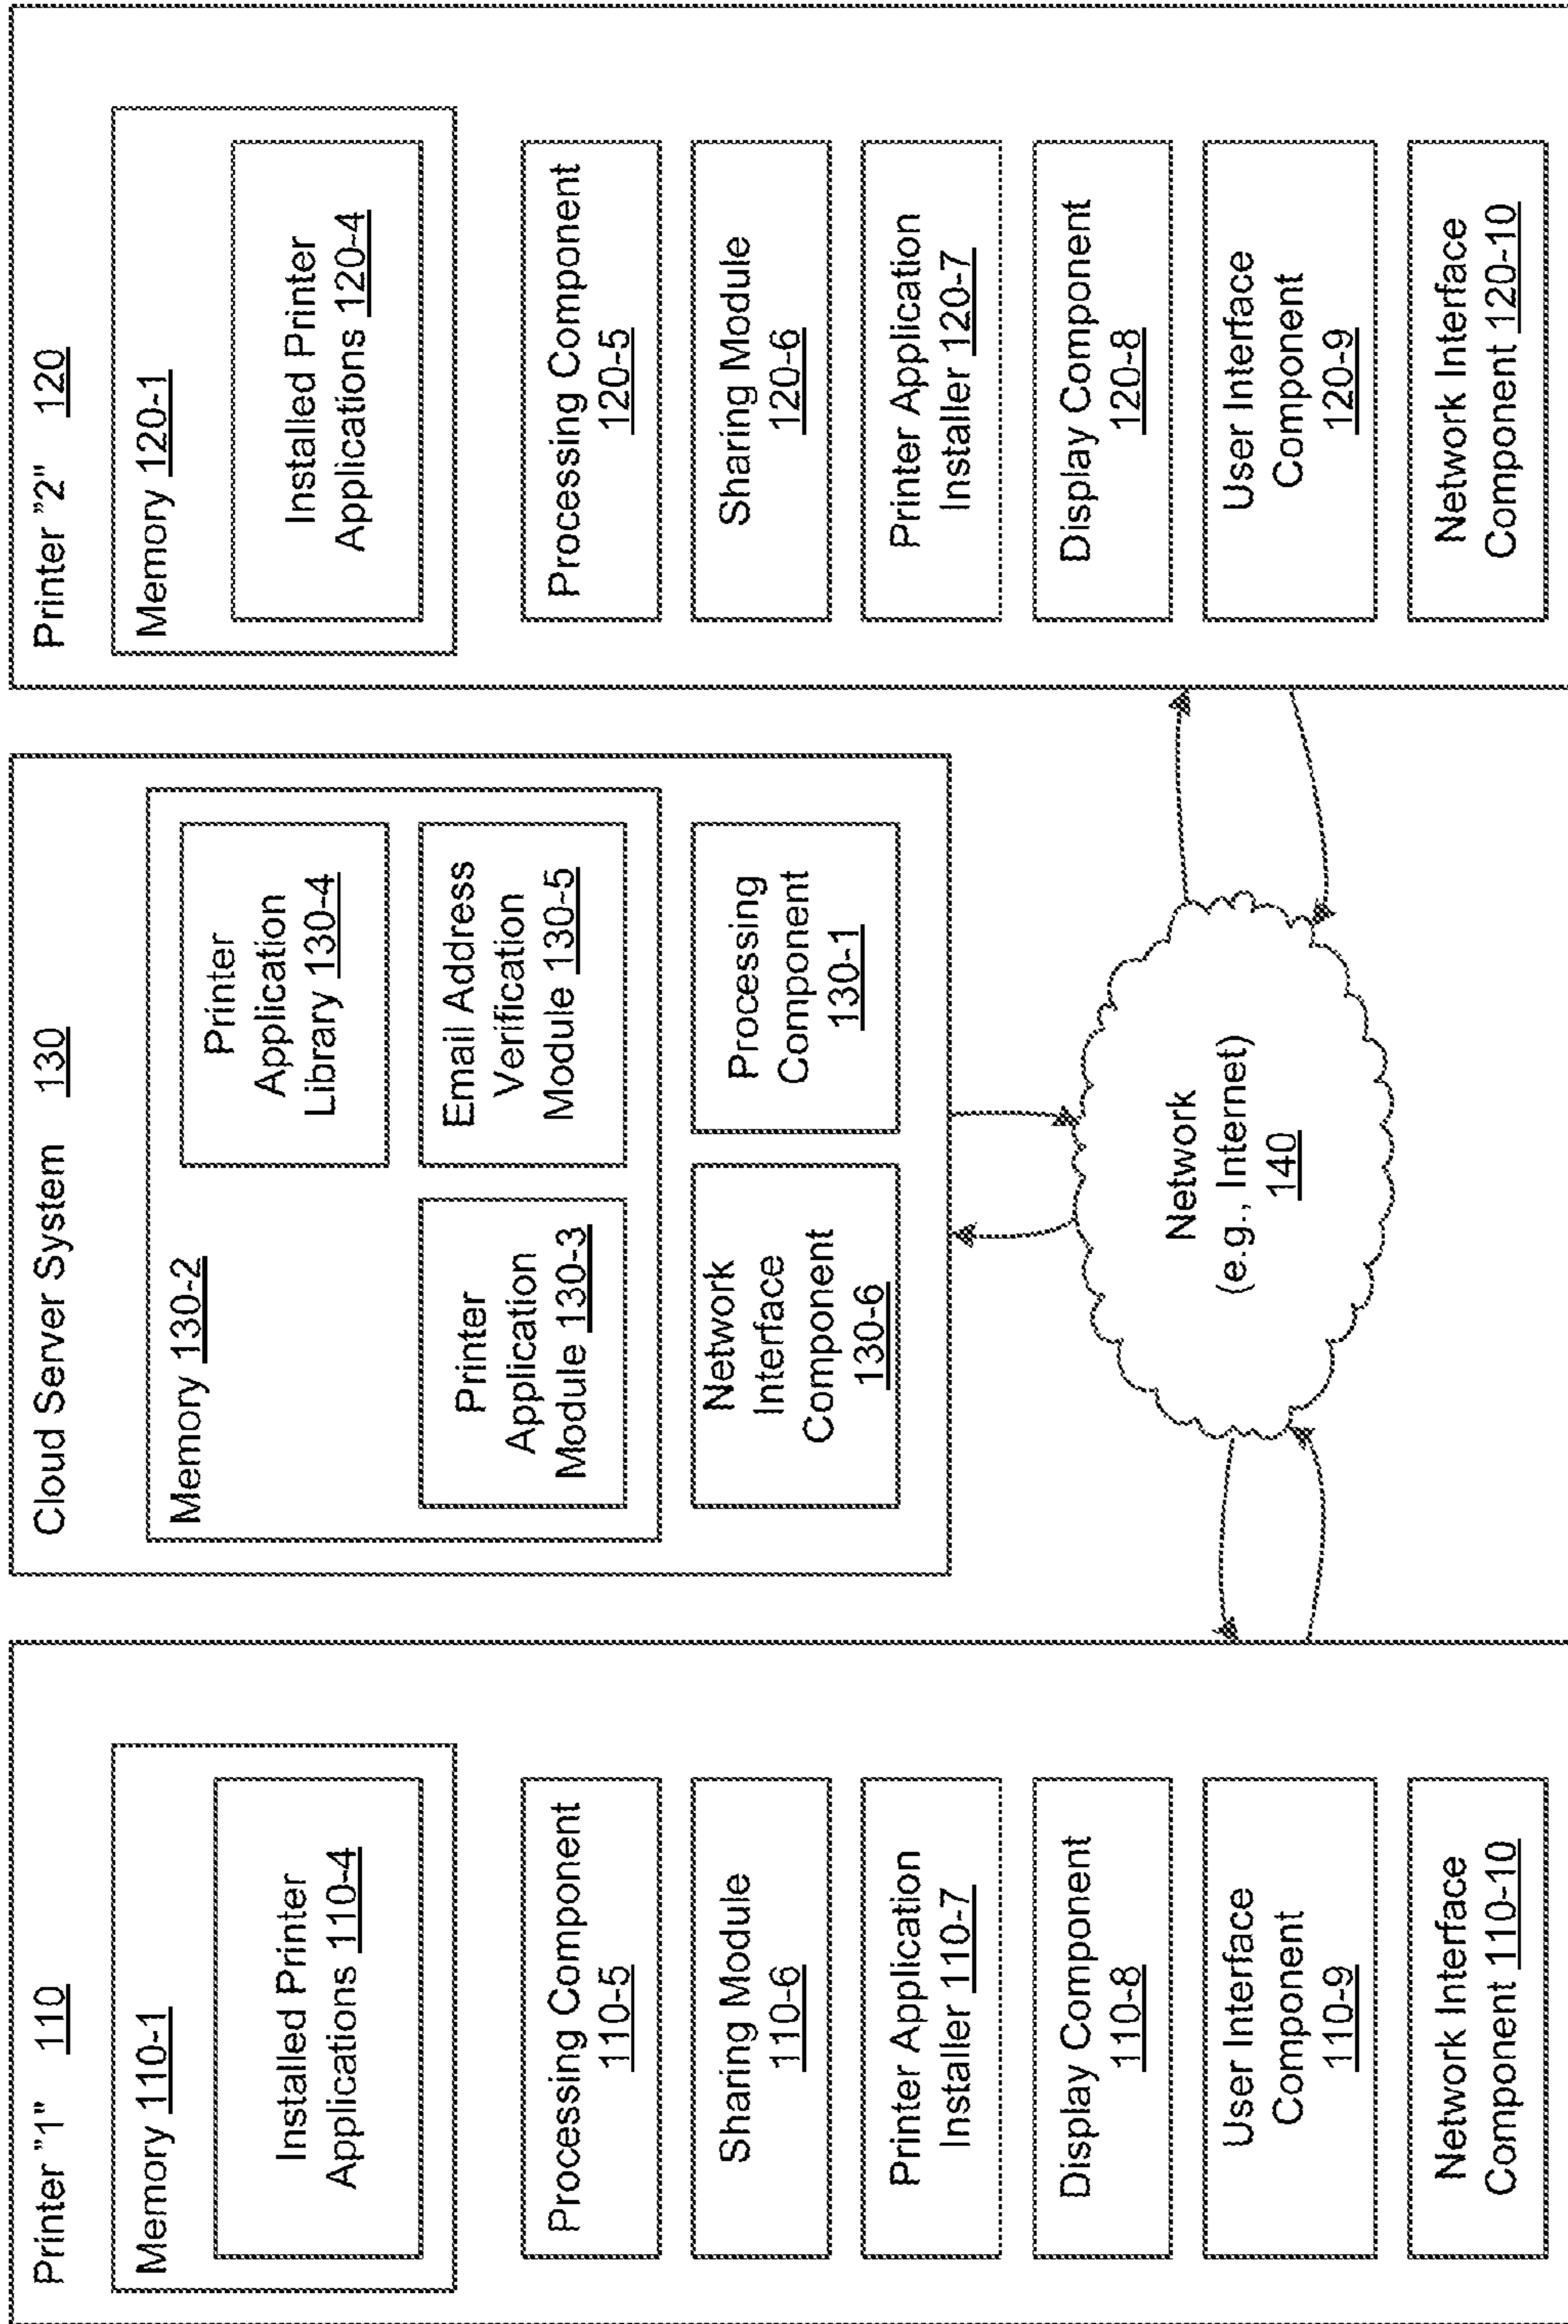 Printer "1" 110
Memory 110-1
Installed Printer
Applications 110-4
Processing Component
110-5
Sharing Module
110-6
Printer Application
Installer 110-7
Display Component
110-8
User Interface
Component
110-9
Network Interface
Component 110-10
Cloud Server System 130
Memory 130-2
Printer
Application
Library 130-4
Printer
Application
Module 130-3
Email Address
Verification
Module 130-5
Network
Interface
Component
130-6
Processing
Component
130-1
Network
(e.g., Internet)
140
Printer "2" 120
Memory 120-1
Installed Printer
Applications 120-4
Processing Component
120-5
Sharing Module
120-6
Printer Application
Installer 120-7
Display Component
120-8
User Interface
Component
120-9
Network Interface
Component 120-10